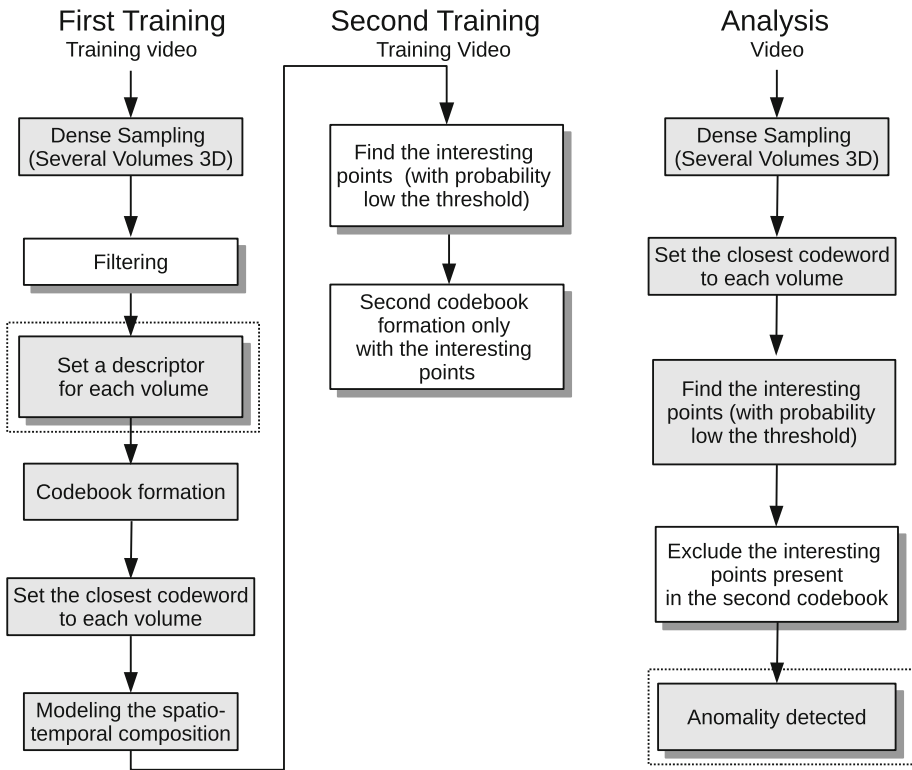 First Training
Training video
Dense Sampling
(Several Volumes 3D)
Filtering
Set a descriptor
for each volume
Codebook formation
Set the closest codeword
to each volume
Modeling the spatio-
temporal composition
Second Training
Training Video
Find the interesting
points (with probability
low the threshold)
Second codebook
formation only
with the interesting
points
Analysis
Video
Dense Sampling
(Several Volumes 3D)
Set the closest codeword
to each volume
Find the interesting
points (with probability
low the threshold)
Exclude the interesting
points present
in the second codebook
Anomality detected